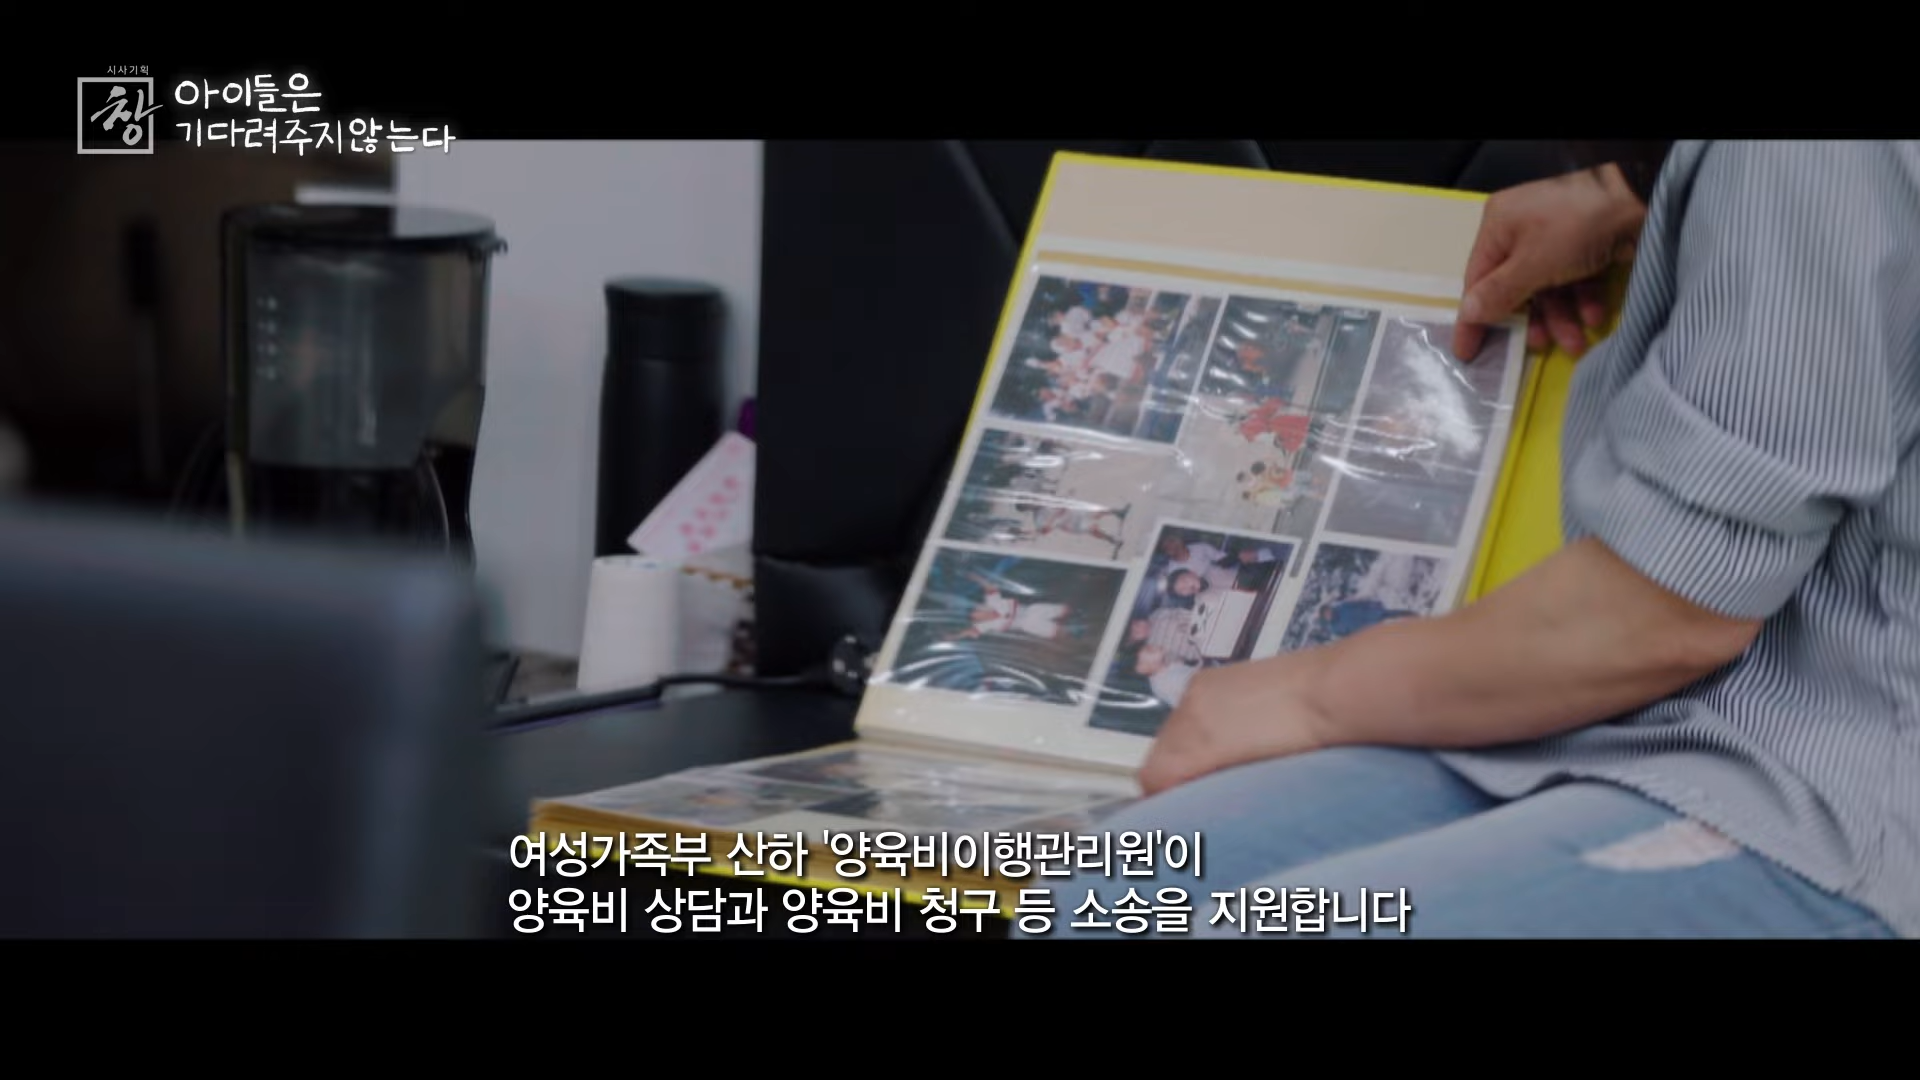 시사기획
창
아이들은
기다려주지않는다
여성가족부 산하 '양육비이행관리원'이
양육비 상담과 양육비 청구 등 소송을 지원합니다